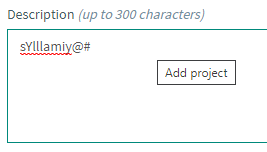 Description (up to 300 characters)
sYlllamiy@#
Add project